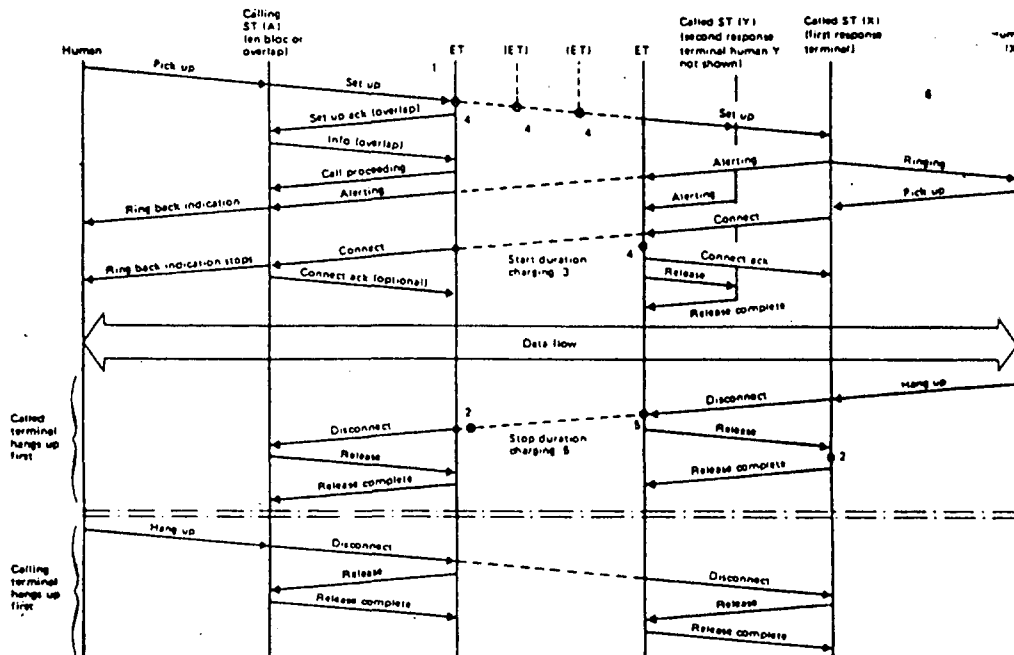 Calling
ST (A)
(en bloc or
overlap)
Called ST (Y)
(second response
terminal human Y
not shown)
Called ST (X)
(first response
terminal)
Human
ET
(ET)
(ET)
ET
Pick up
1
Set up
6
Set up ack (overlap)
4
4
4
Set up
Info (overlap)
Call proceeding
Alerting
Ringing
Alerting
Alerting
Pick up
Ring back indication
Connect
Connect
Start duration
charging 3
4
Connect ack
Ring back indication stops
Connect ack (optional)
Release
Release complete
Data flow
Hang up
Called
terminal
hangs up
first
Disconnect
Disconnect
2
5
Stop duration
charging 5
Release
Release
2
Release complete
Release complete
Hang up
Calling
terminal
hangs up
first
Disconnect
Disconnect
Release
Release
Release complete
Release complete